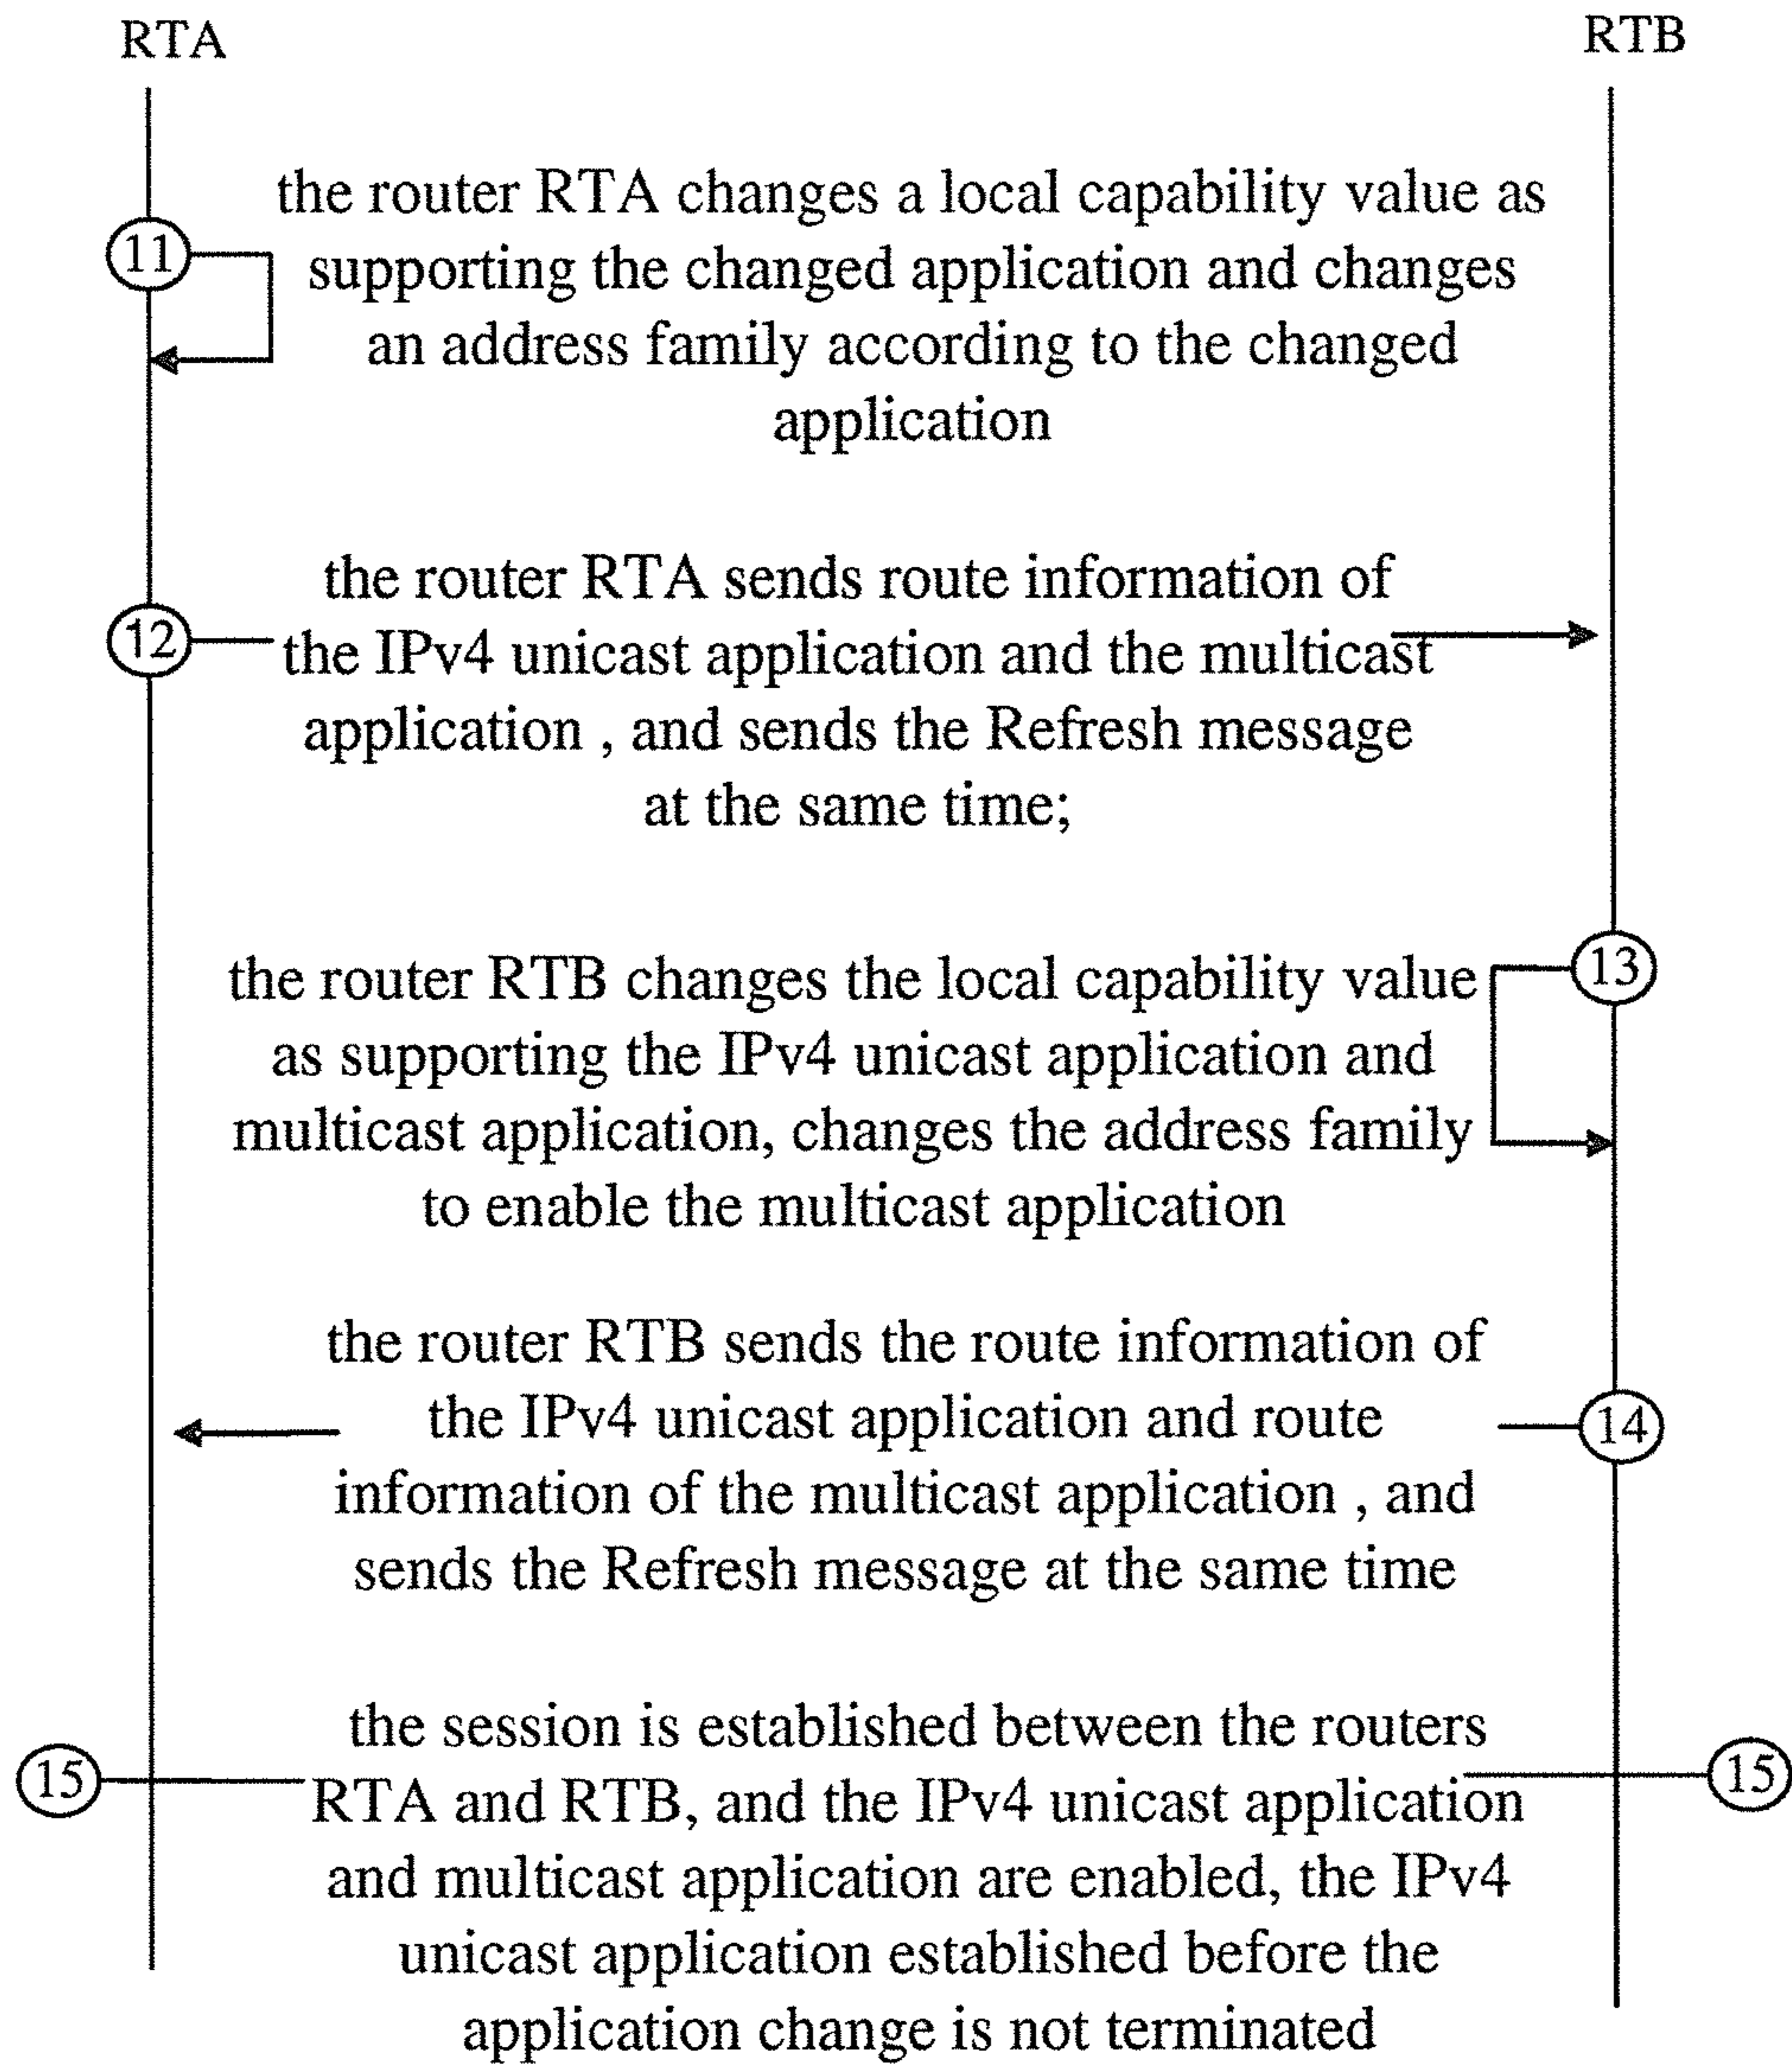 RTA
RTB
the router RTA changes a local capability value as
11
supporting the changed application and changes
an address family according to the changed
application
the router RTA sends route information of
12
the IPv4 unicast application and the multicast
application , and sends the Refresh message
at the same time;
13
the router RTB changes the local capability value
as supporting the IPv4 unicast application and
multicast application, changes the address family
to enable the multicast application
the router RTB sends the route information of
the IPv4 unicast application and route
14
information of the multicast application , and
sends the Refresh message at the same time
the session is established between the routers
15
15
RTA and RTB, and the IPv4 unicast application
and multicast application are enabled, the IPv4
unicast application established before the
application change is not terminated